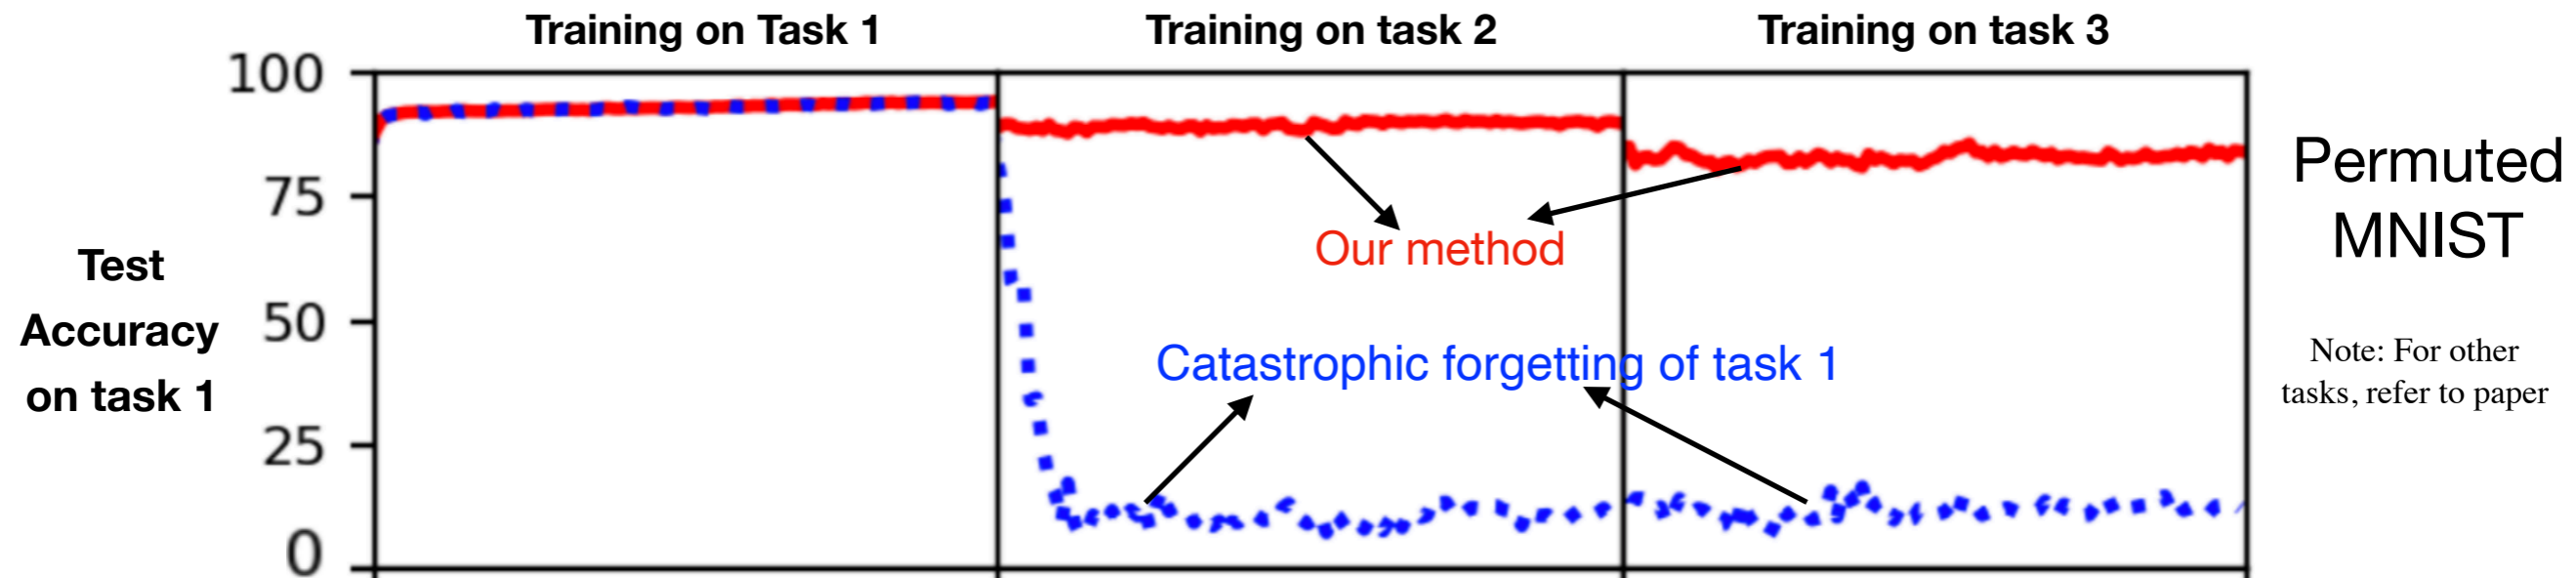 Training on Task 1
Training on task 2
Training on task 3
100
75
50
25
0
Test
Accuracy
on task 1
Our method
Catastrophic forgetting of task 1
Permuted
MNIST
Note: For other
tasks, refer to paper